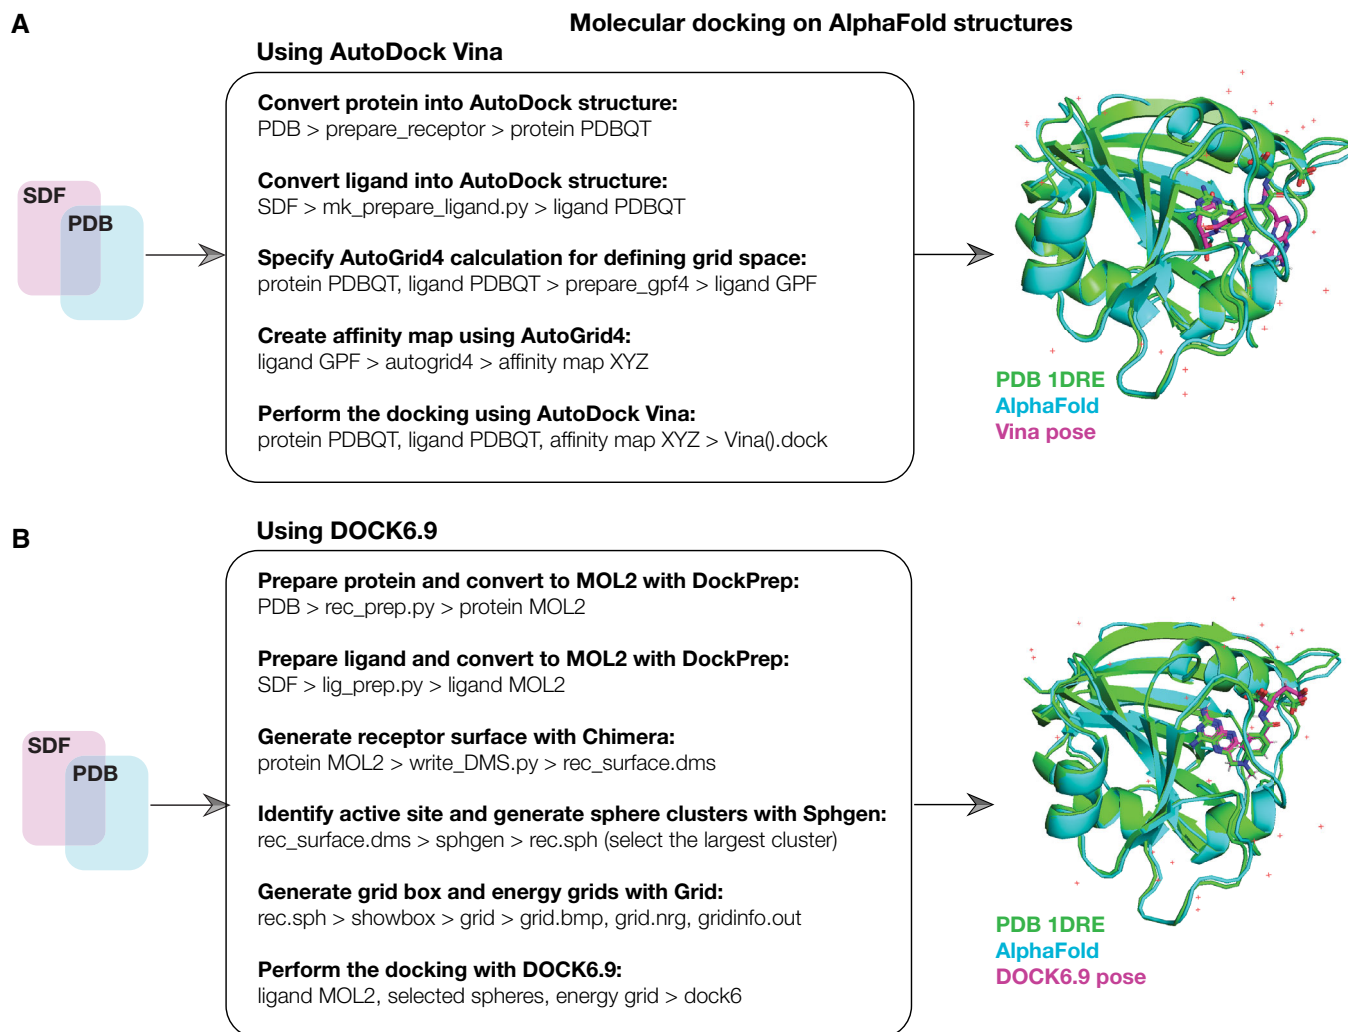 A
Molecular docking on AlphaFold structures
Using AutoDock Vina
SDF
PDB
Convert protein into AutoDock structure:
PDB > prepare_receptor > protein PDBQT
Convert ligand into AutoDock structure:
SDF > mk_prepare_ligand.py > ligand PDBQT
Specify AutoGrid4 calculation for defining grid space:
protein PDBQT, ligand PDBQT > prepare_gpf4 > ligand GPF
Create affinity map using AutoGrid4:
ligand GPF > autogrid4 > affinity map XYZ
Perform the docking using AutoDock Vina:
protein PDBQT, ligand PDBQT, affinity map XYZ > Vina().dock
PDB 1DRE
AlphaFold
Vina pose
B
Using DOCK6.9
SDF
PDB
Prepare protein and convert to MOL2 with DockPrep:
PDB > rec_prep.py > protein MOL2
Prepare ligand and convert to MOL2 with DockPrep:
SDF > lig_prep.py > ligand MOL2
Generate receptor surface with Chimera:
protein MOL2 > write_DMS.py > rec_surface.dms
Identify active site and generate sphere clusters with Sphgen:
rec_surface.dms > sphgen > rec.sph (select the largest cluster)
Generate grid box and energy grids with Grid:
rec.sph > showbox > grid > grid.bmp, grid.nrg, gridinfo.out
Perform the docking with DOCK6.9:
ligand MOL2, selected spheres, energy grid > dock6
PDB 1DRE
AlphaFold
DOCK6.9 pose